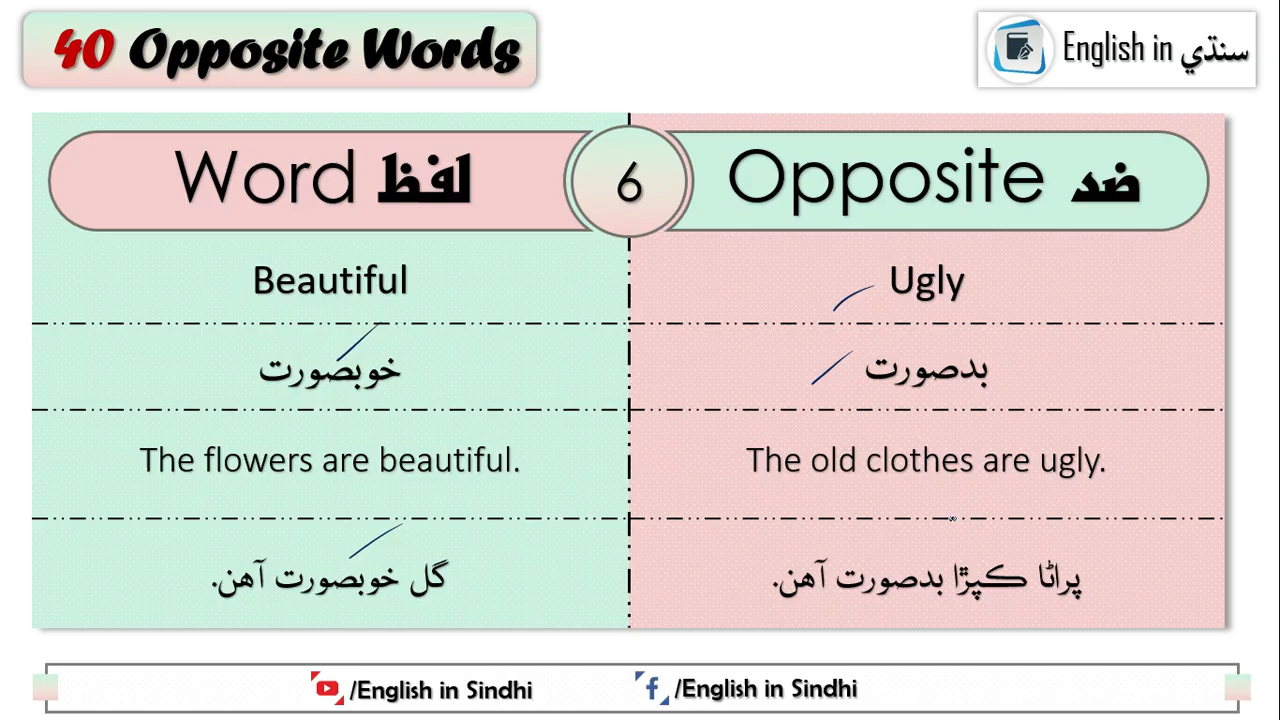 40 Opposite Words
English in سنڌي
Word لفظ
6
Opposite ضد
Beautiful
Ugly
خوبصورت
بدصورت
The flowers are beautiful.
The old clothes are ugly.
گل خوبصورت آهن.
پراڻا ڪپڙا بدصورت آهن.
/English in Sindhi
/English in Sindhi